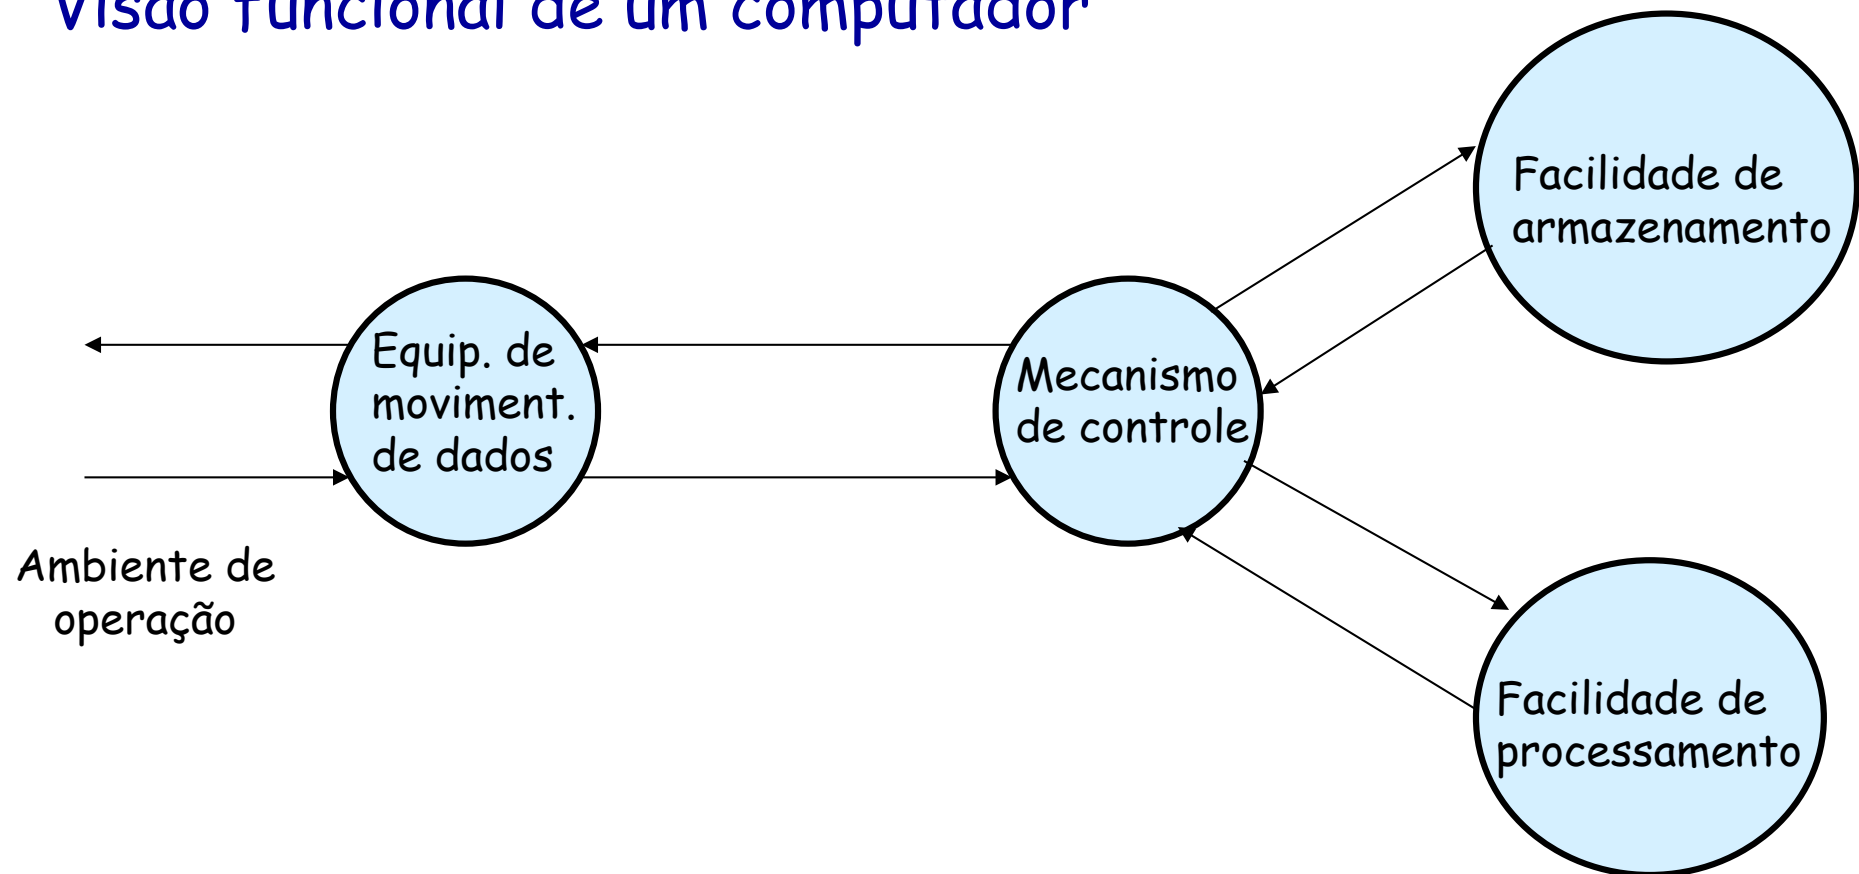 Visão funcional de um computador
Facilidade de
armazenamento
Equip. de
moviment.
de dados
Mecanismo
de controle
Ambiente de
operação
Facilidade de
processamento